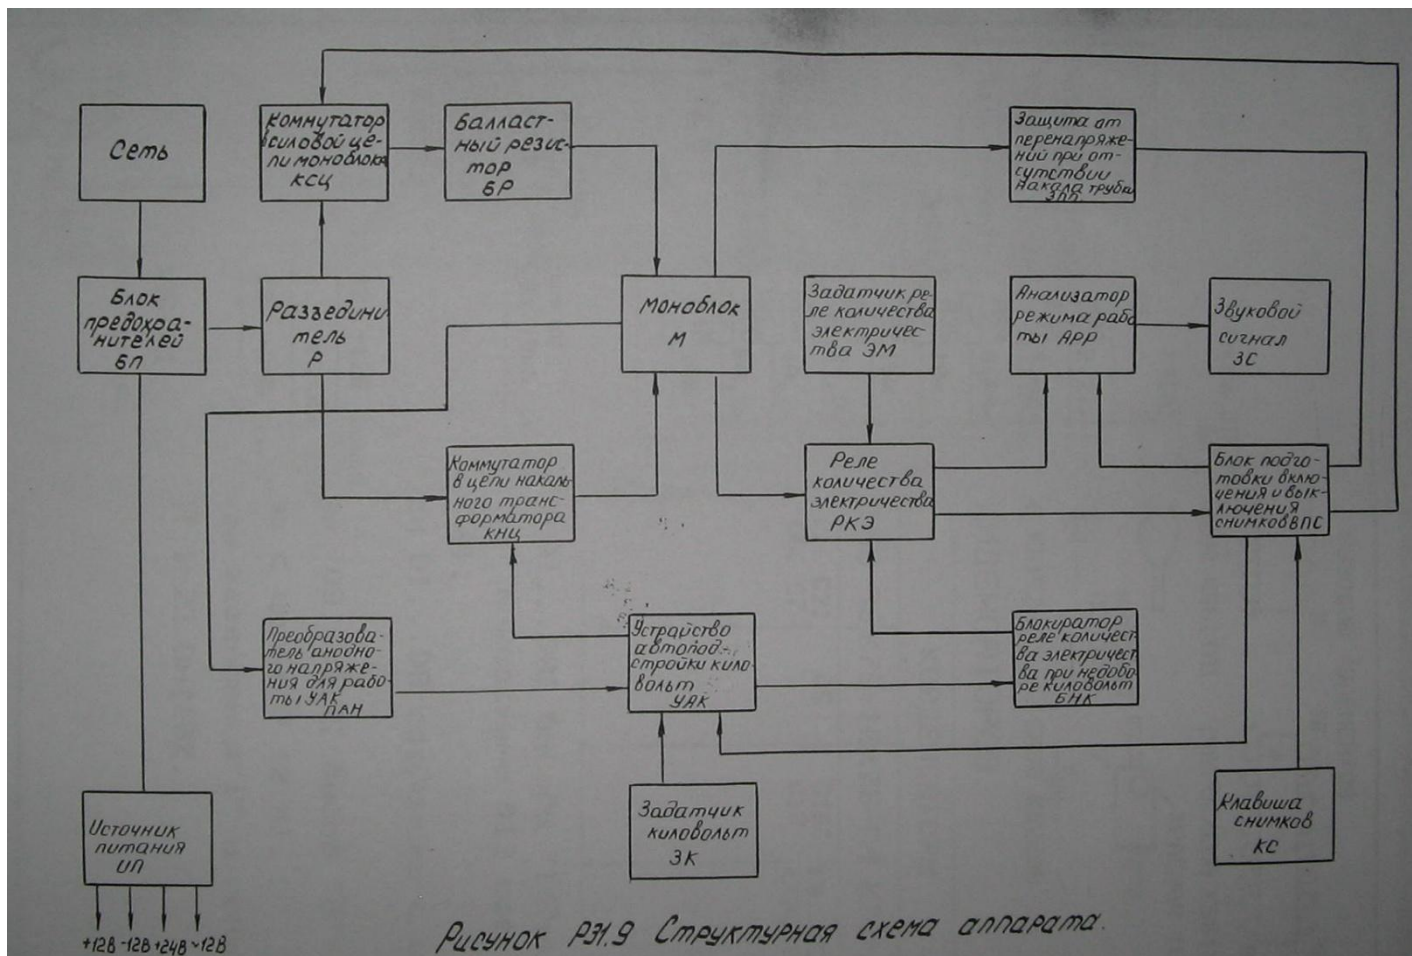 Сеть
Коммутатор
силовой це-
пи моноблока
КСЦ
Балласт-
ный резис-
тор
БР
Защита от
перенапряже-
ний при от-
сутствии
накала трубки
ЗПП
Блок
предохра-
нителей
БП
Разъедини-
тель
Р
Моноблок
М
Задатчик ре-
ле количества
электричес-
тва ЭМ
Анализатор
режима рабо-
ты АРР
Звуковой
сигнал
ЗС
Коммутатор
в цепи накаль-
ного транс-
форматора
КНЦ
Реле
количества
электричества
РКЭ
Блок подго-
товки включе-
чения и вык-
лючения
снимков ВПС
Преобразова-
тель анодно-
го напряже-
ния для рабо-
ты УАК
ПАН
Устройство
автопод-
стройки кило-
вольт
УАК
Блокиратор
реле количест-
ва электричест-
ва при недобо-
ре киловольт
БНК
Источник
питания
ИП
Задатчик
киловольт
ЗК
Клавиша
снимков
КС
+12В -12В +24В ~12В
Рисунок РЭ1.9 Структурная схема аппарата.